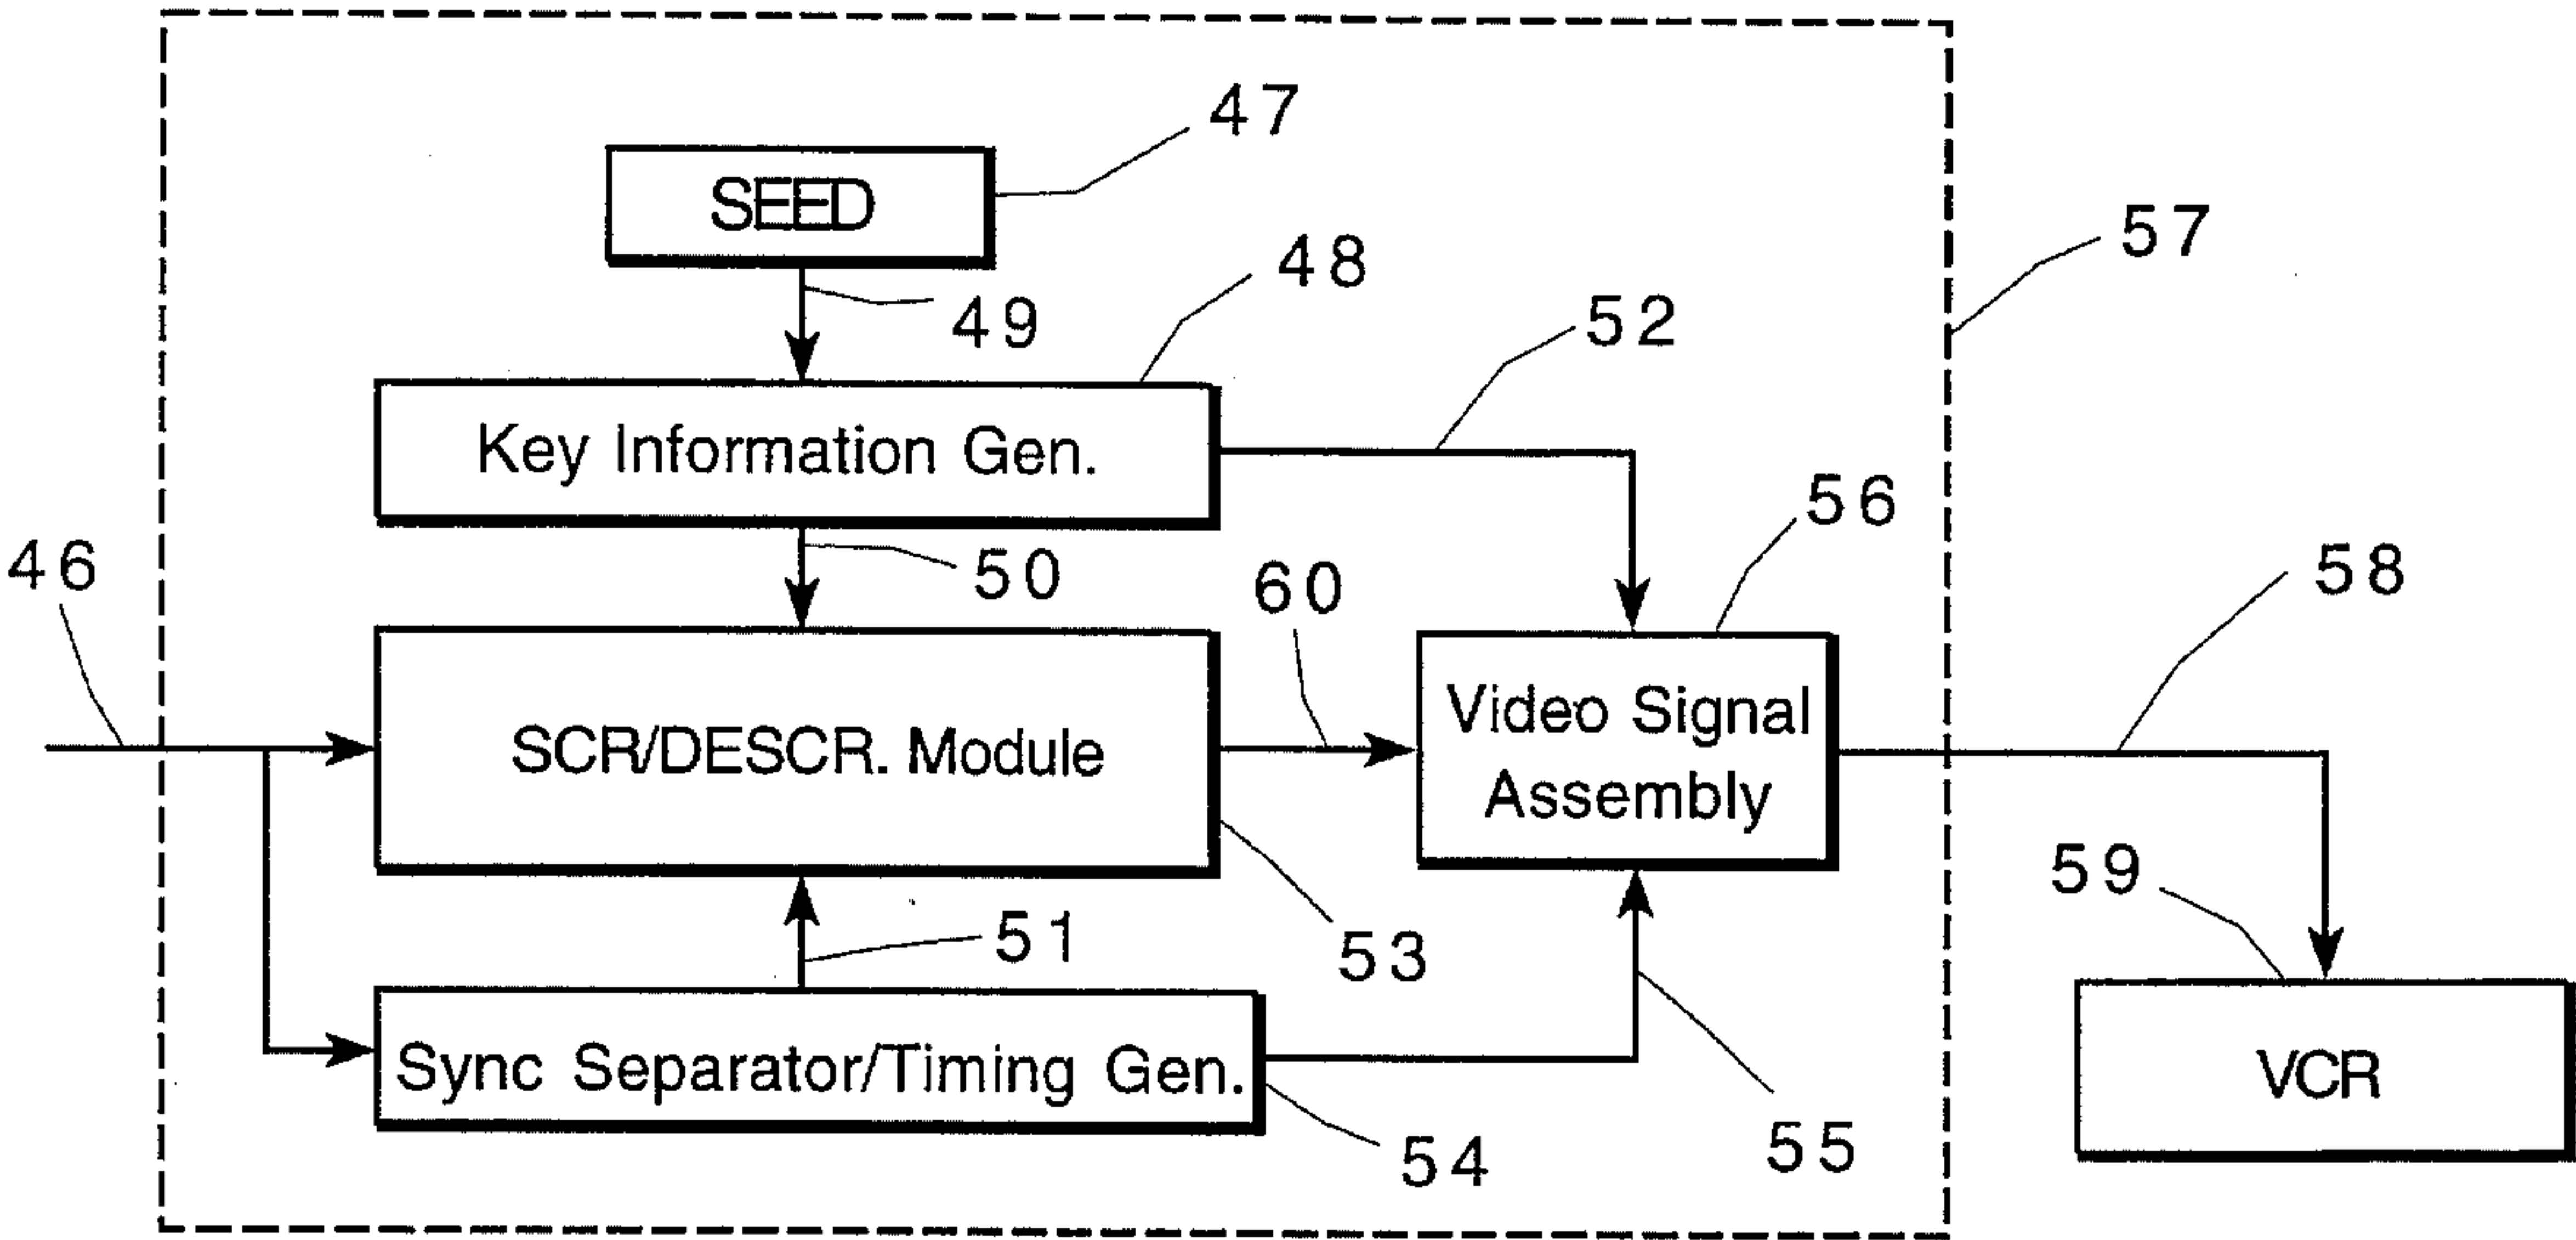 47
SEED
57
48
49
52
Key Information Gen.
56
46
50
60
58
Video Signal
Assembly
SCR/DESCR. Module
59
51
53
Sync Separator/Timing Gen.
VCR
54
55